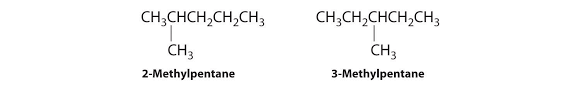 CH₃CHCH₂CH₂CH₃ CH₃CH₂CHCH₂CH₃
CH₃ CH₃
2-Methylpentane 3-Methylpentane